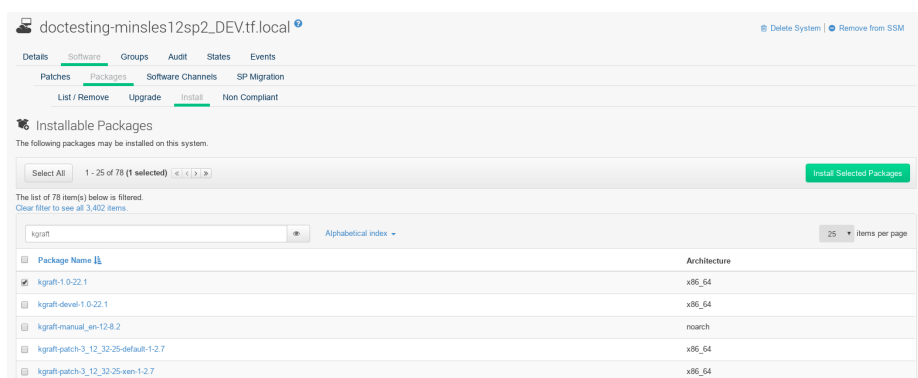 doctesting-minsles12sp2_DEV.tf.local ?
Delete System | Remove from SSM
Details Software Groups Audit States Events
Patches Packages Software Channels SP Migration
List / Remove Upgrade Install Non Compliant
Installable Packages
The following packages may be installed on this system.
Select All 1 - 25 of 78 (1 selected) Install Selected Packages
The list of 78 item(s) below is filtered.
Clear filter to see all 3,402 items.
kgraft Alphabetical index 25 items per page
Package Name Architecture
kgraft-1.0-22.1 x86_64
kgraft-devel-1.0-22.1 x86_64
kgraft-manual_en-12-8.2 noarch
kgraft-patch-3_12_32-25-default-1-2.7 x86_64
kgraft-patch-3_12_32-25-xen-1-2.7 x86_64